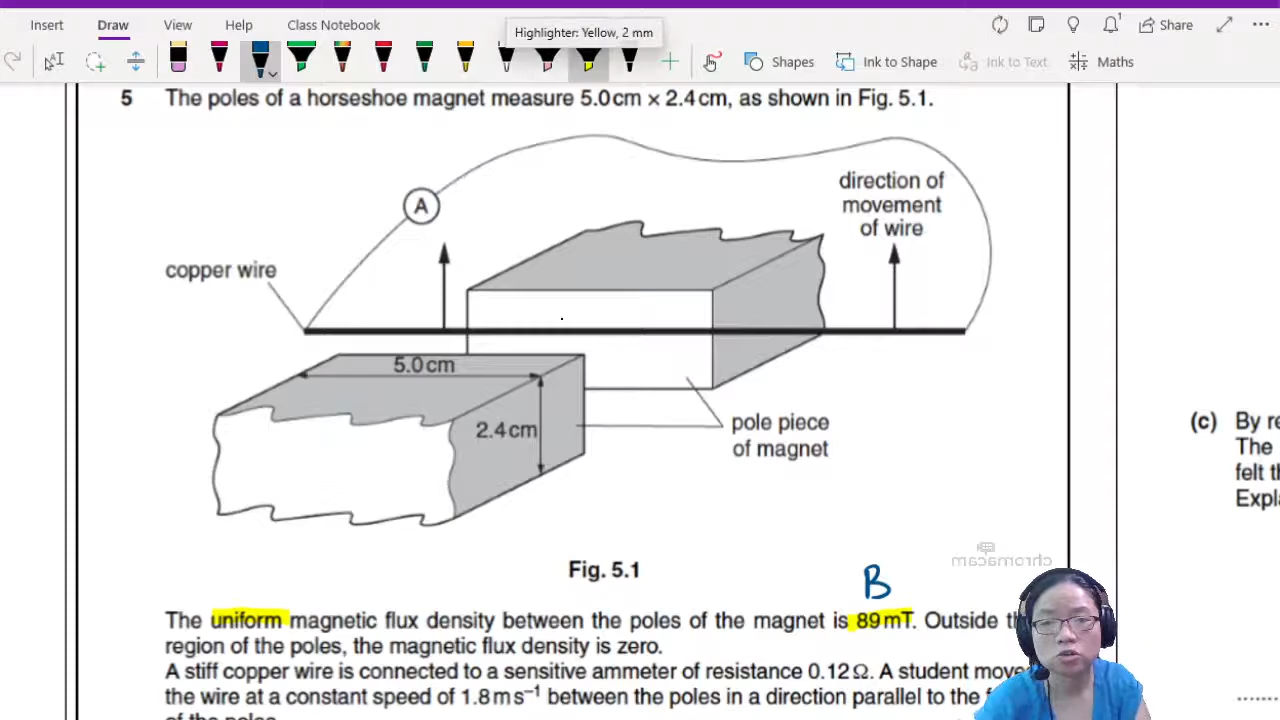 Insert Draw View Help Class Notebook
Highlighter: Yellow, 2 mm
1 Share
Shapes Ink to Shape Ink to Text Maths
5 The poles of a horseshoe magnet measure 5.0 cm × 2.4 cm, as shown in Fig. 5.1.
direction of
movement
of wire
A
copper wire
5.0 cm
2.4 cm
pole piece
of magnet
(c) By re
The
felt th
Expla
chromacam
Fig. 5.1
B
The uniform magnetic flux density between the poles of the magnet is 89 mT. Outside th
region of the poles, the magnetic flux density is zero.
A stiff copper wire is connected to a sensitive ammeter of resistance 0.12 Ω. A student move
the wire at a constant speed of 1.8 m s⁻¹ between the poles in a direction parallel to the f
of the poles.